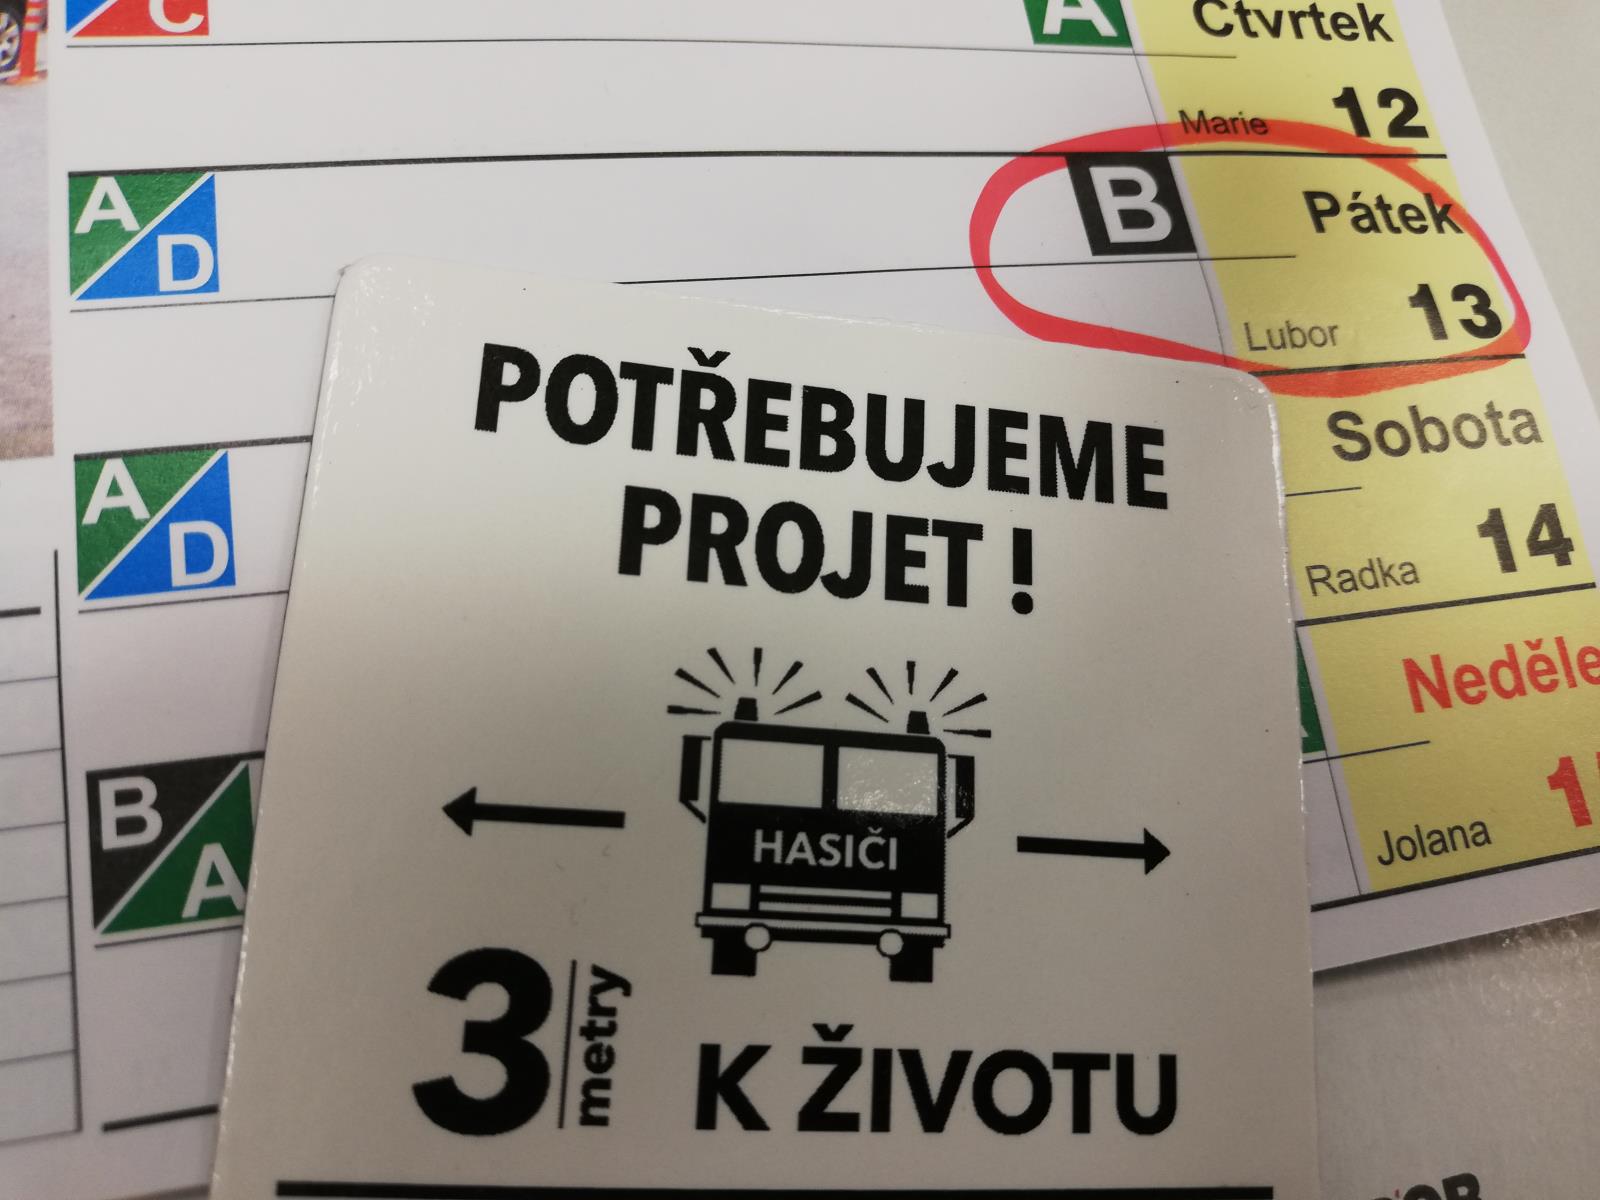 C
A
Čtvrtek
Marie 12
A
D
B
Pátek
Lubor 13
A
D
Sobota
Radka 14
B
A
Neděle
Jolana
POTŘEBUJEME
PROJET !
HASIČI
3 metry K ŽIVOTU